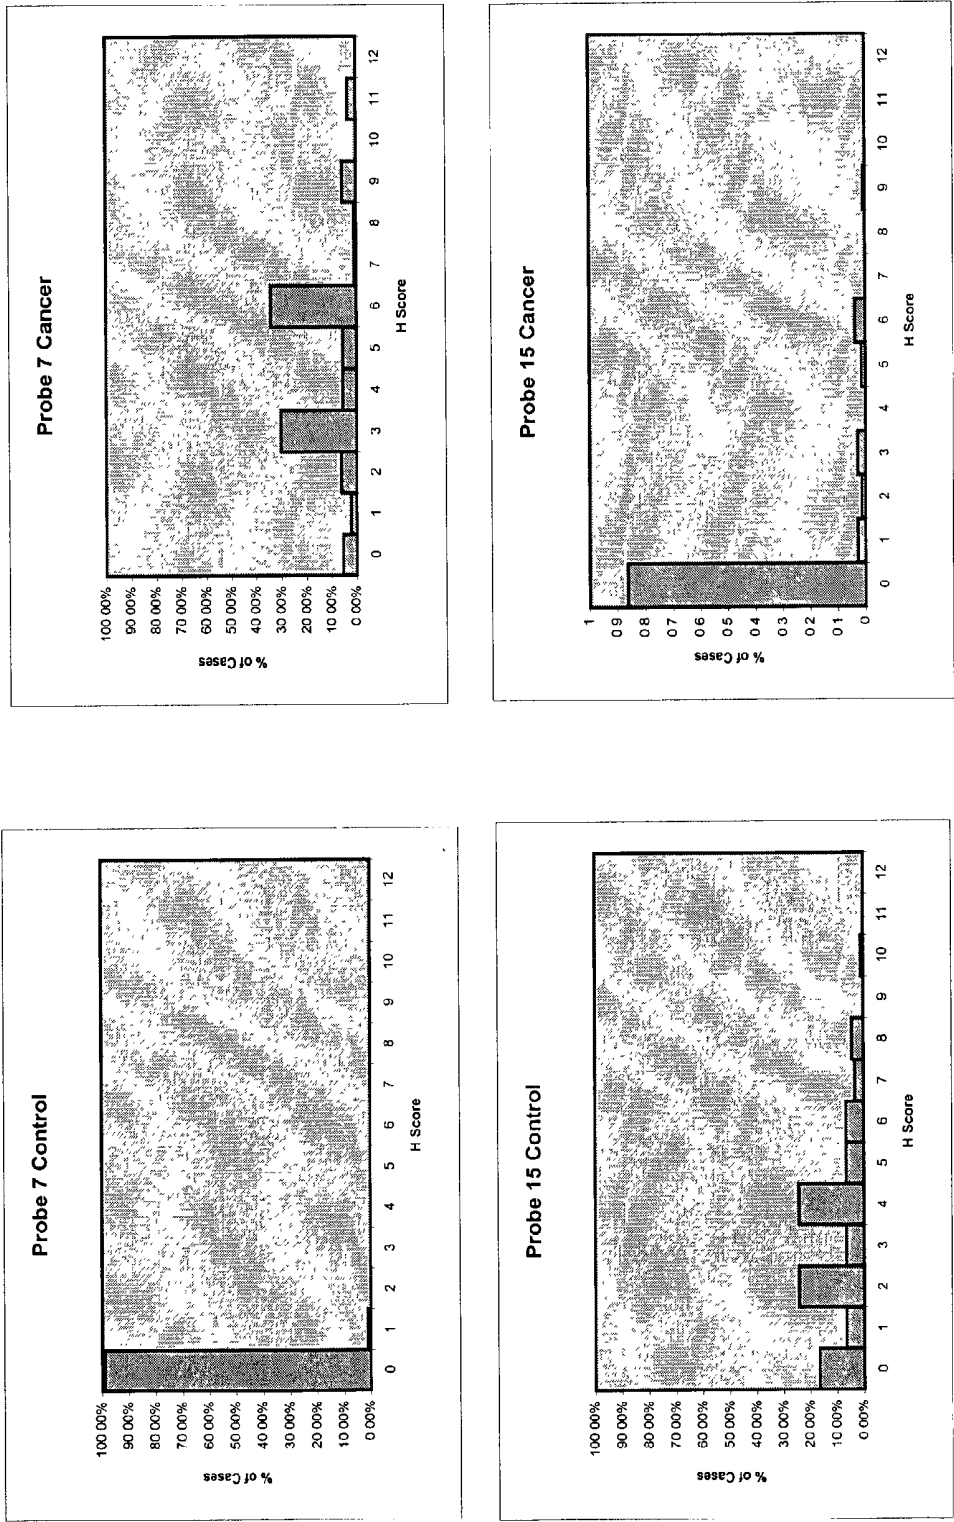 Probe 7 Control
100 00%
90 00%
80 00%
70 00%
60 00%
50 00%
40 00%
30 00%
20 00%
10 00%
0 00%
% of Cases
0 1 2 3 4 5 6 7 8 9 10 11 12
H Score
Probe 7 Cancer
100 00%
90 00%
80 00%
70 00%
60 00%
50 00%
40 00%
30 00%
20 00%
10 00%
0 00%
% of Cases
0 1 2 3 4 5 6 7 8 9 10 11 12
H Score
Probe 15 Control
100 00%
90 00%
80 00%
70 00%
60 00%
50 00%
40 00%
30 00%
20 00%
10 00%
0 00%
% of Cases
0 1 2 3 4 5 6 7 8 9 10 11 12
H Score
Probe 15 Cancer
1
0 9
0 8
0 7
0 6
0 5
0 4
0 3
0 2
0 1
0
% of Cases
0 1 2 3 4 5 6 7 8 9 10 11 12
H Score